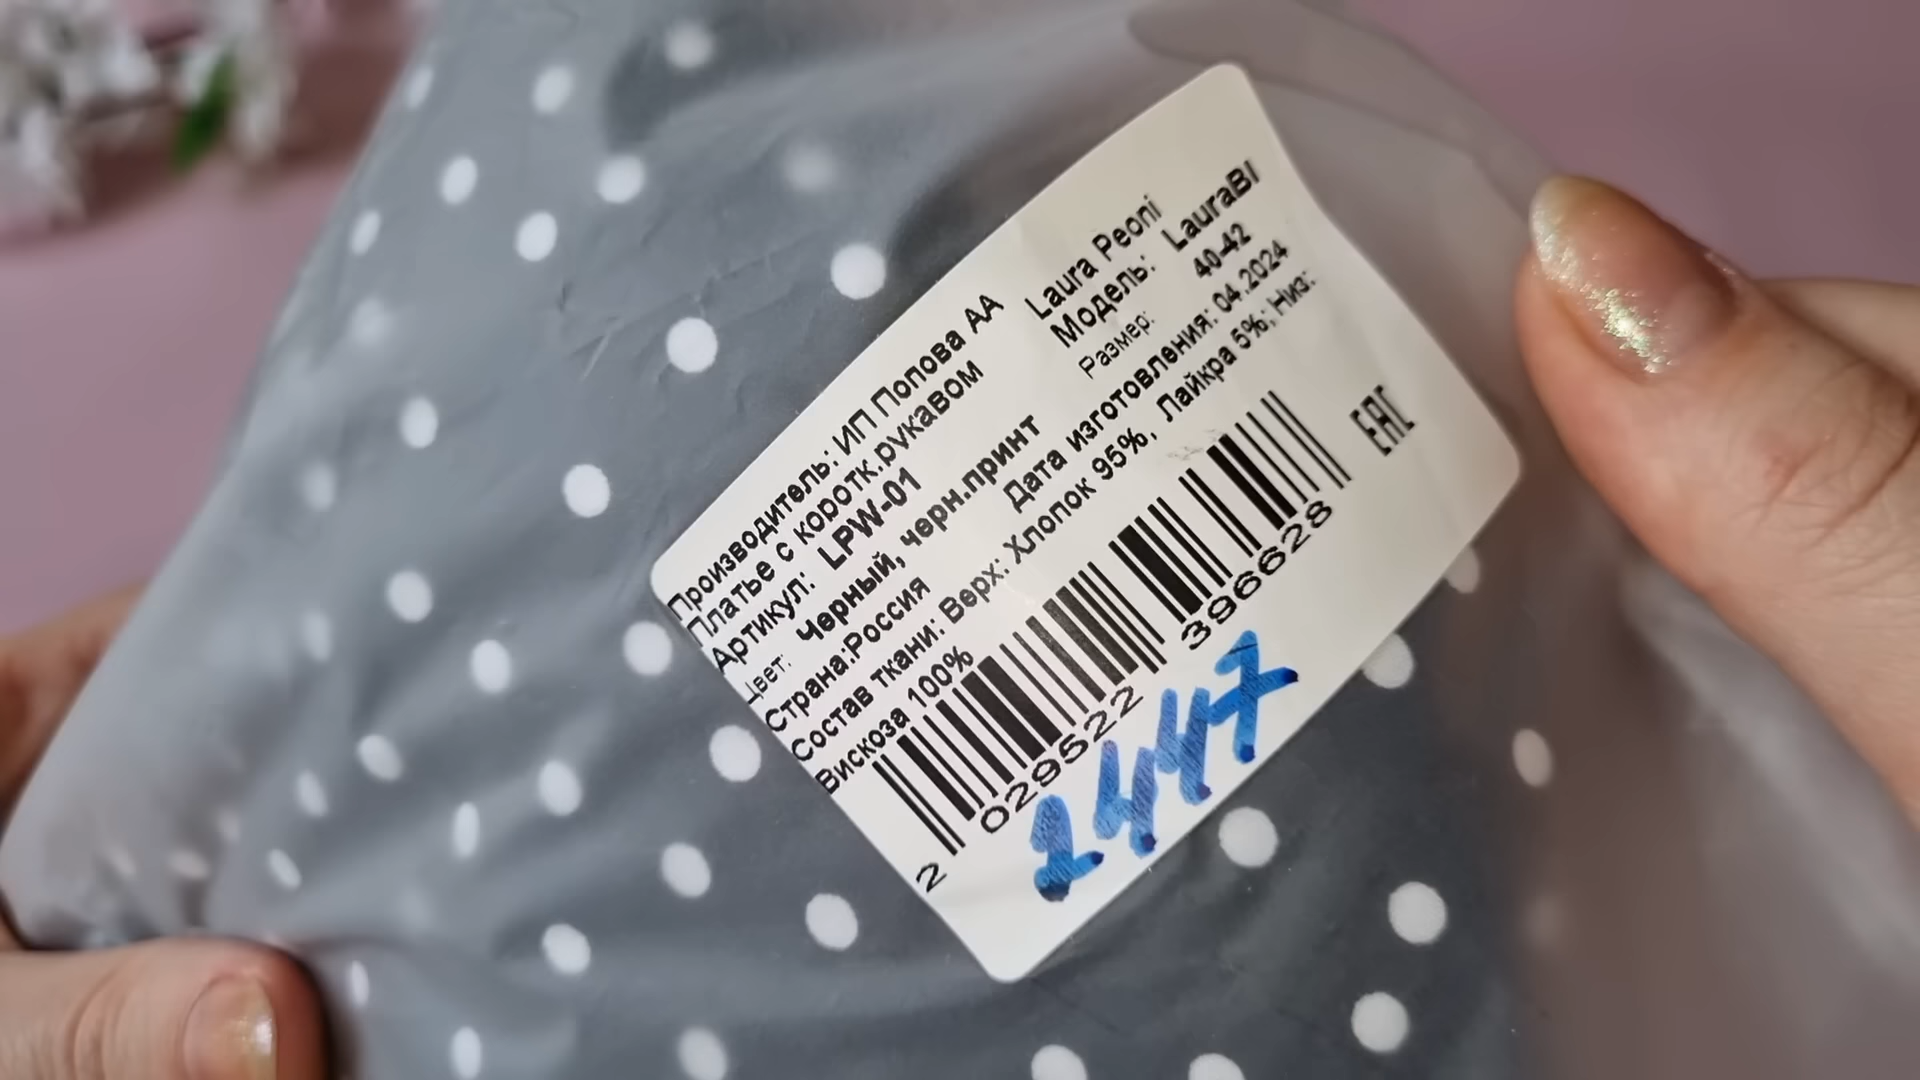 Производитель: ИП Попова АА
Laura Peoni
Платье с коротк.рукавом
Модель: LauraBl
Артикул: LPW-01
Размер: 40-42
Цвет: Черный, черн.принт
Дата изготовления: 04.2024
Страна:Россия
Состав ткани: Верх: Хлопок 95%, Лайкра 5%; Низ:
Вискоза 100%
EAC
2 029522 396628
2447